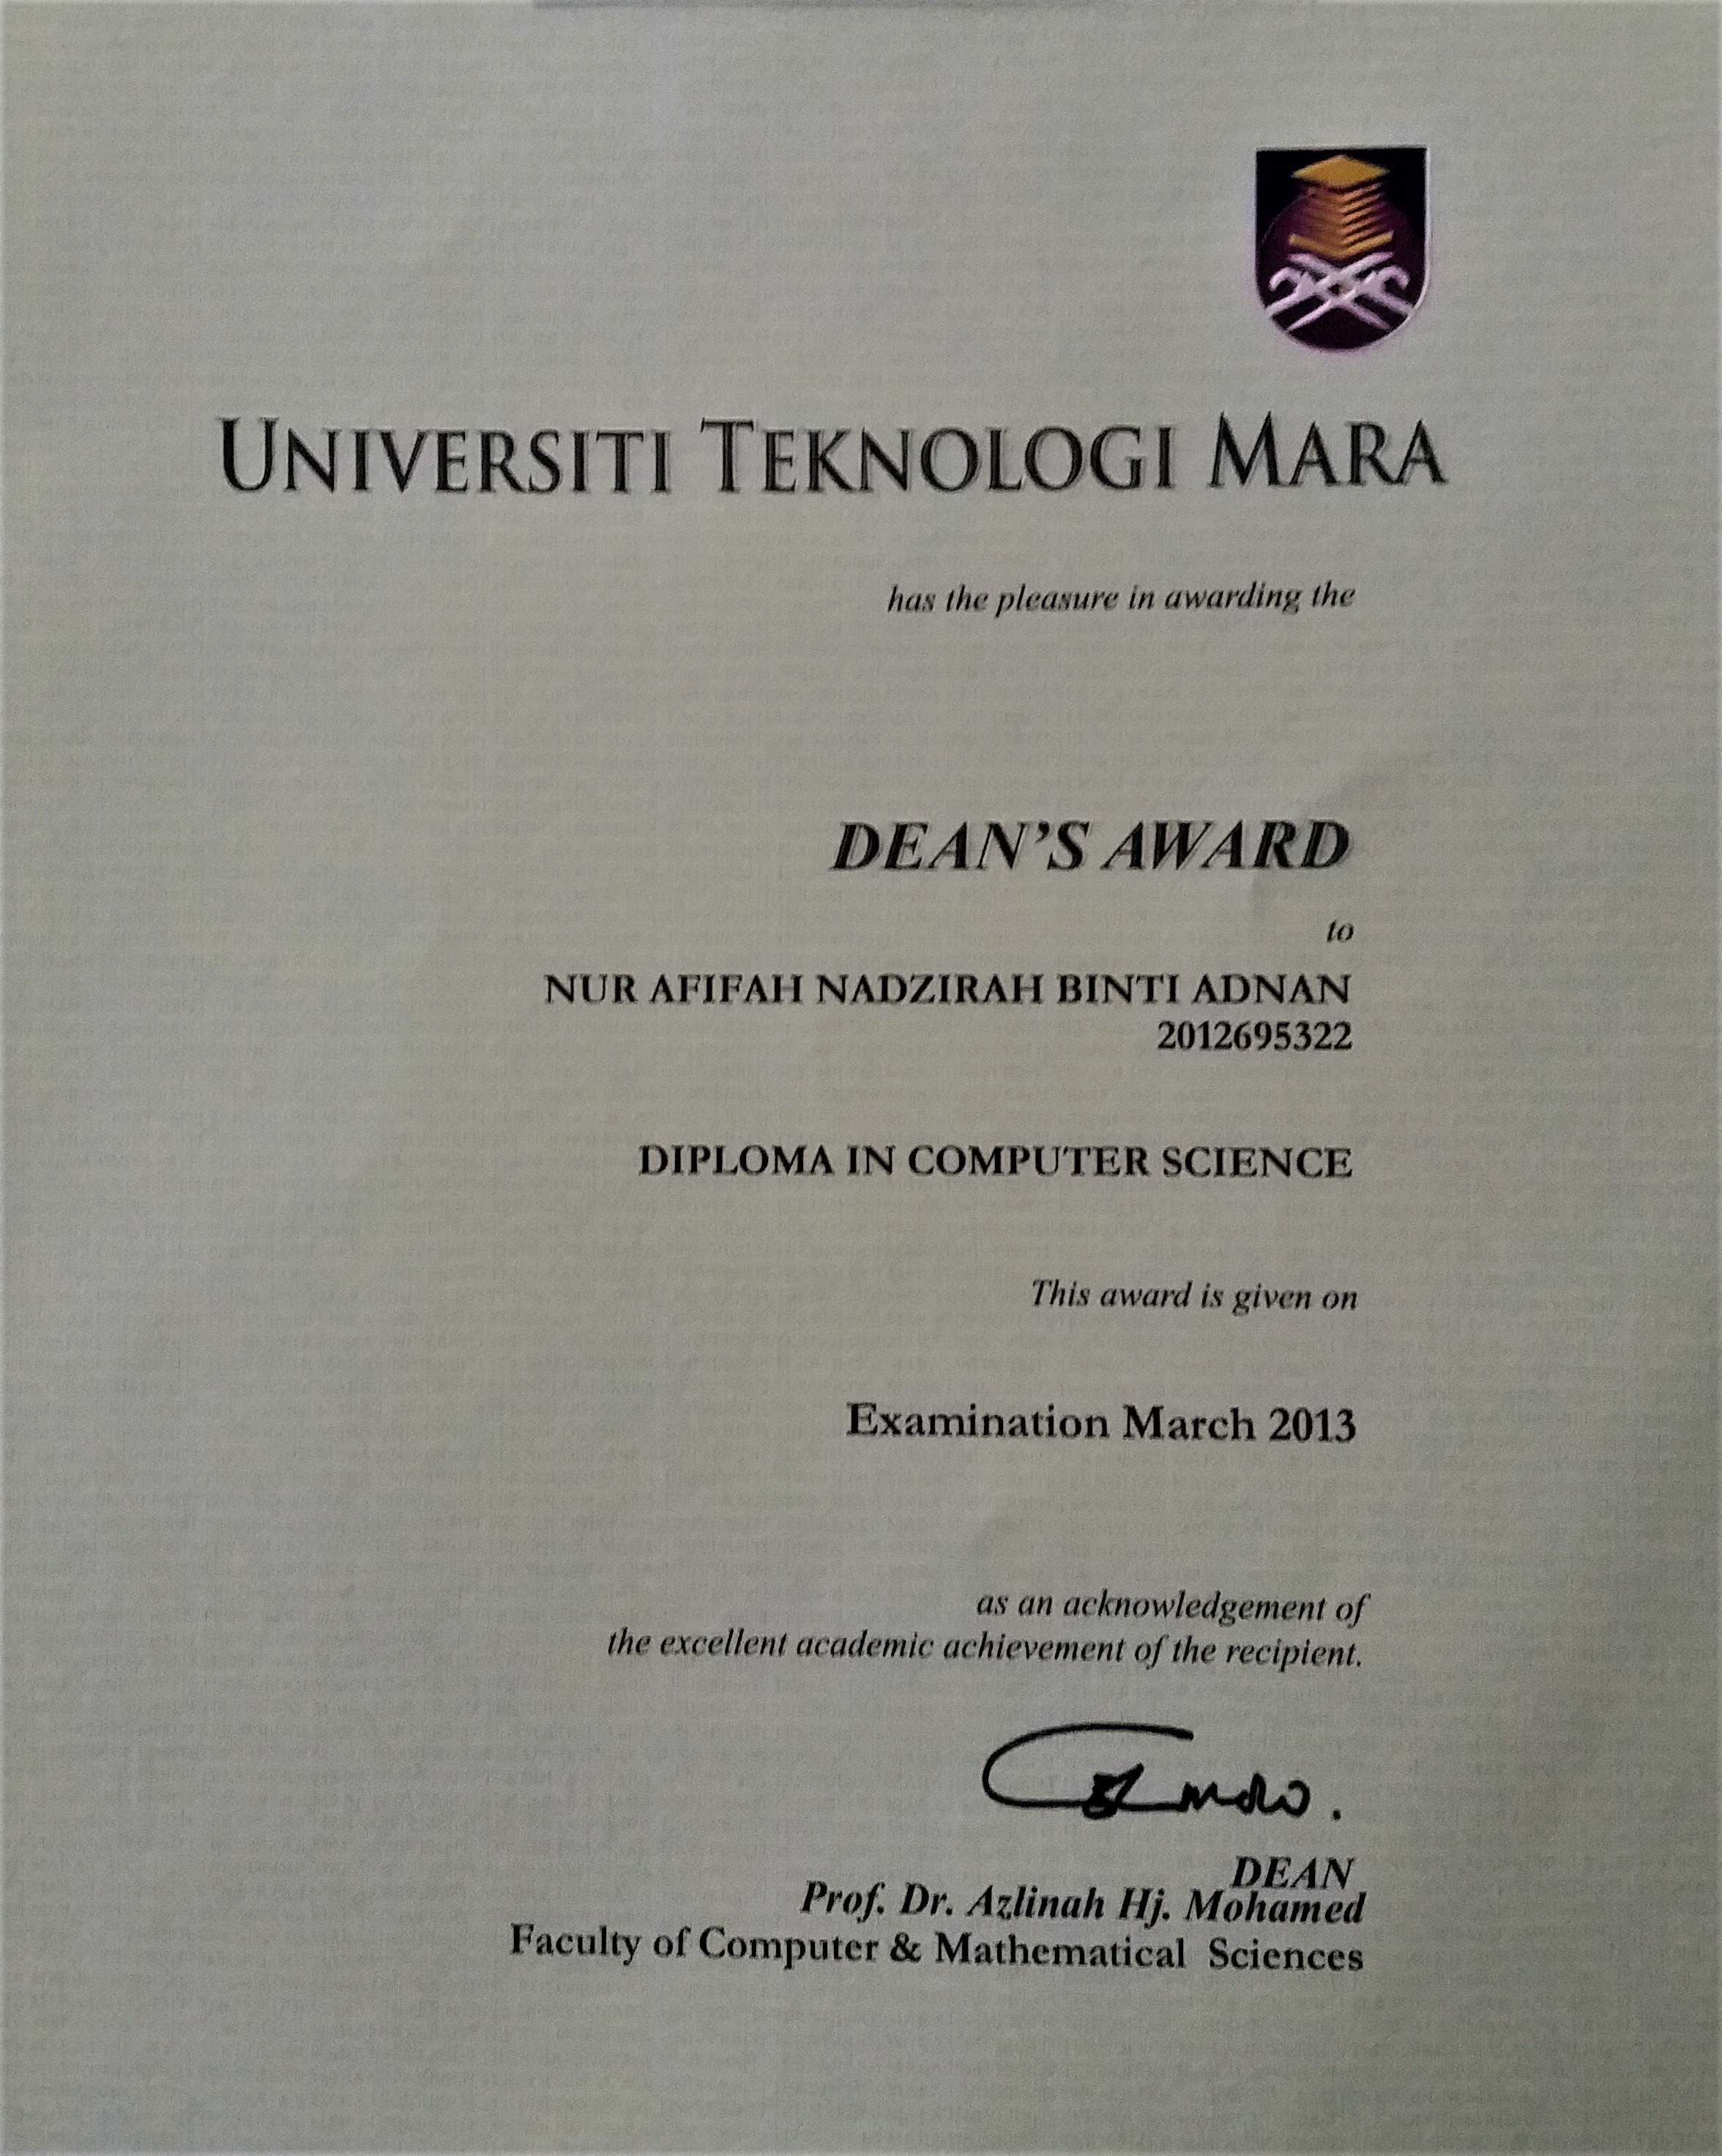 UNIVERSITI TEKNOLOGI MARA
has the pleasure in awarding the
DEAN'S AWARD
to
NUR AFIFAH NADZIRAH BINTI ADNAN
2012695322
DIPLOMA IN COMPUTER SCIENCE
This award is given on
Examination March 2013
as an acknowledgement of
the excellent academic achievement of the recipient.
DEAN
Prof. Dr. Azlinah Hj. Mohamed
Faculty of Computer & Mathematical Sciences